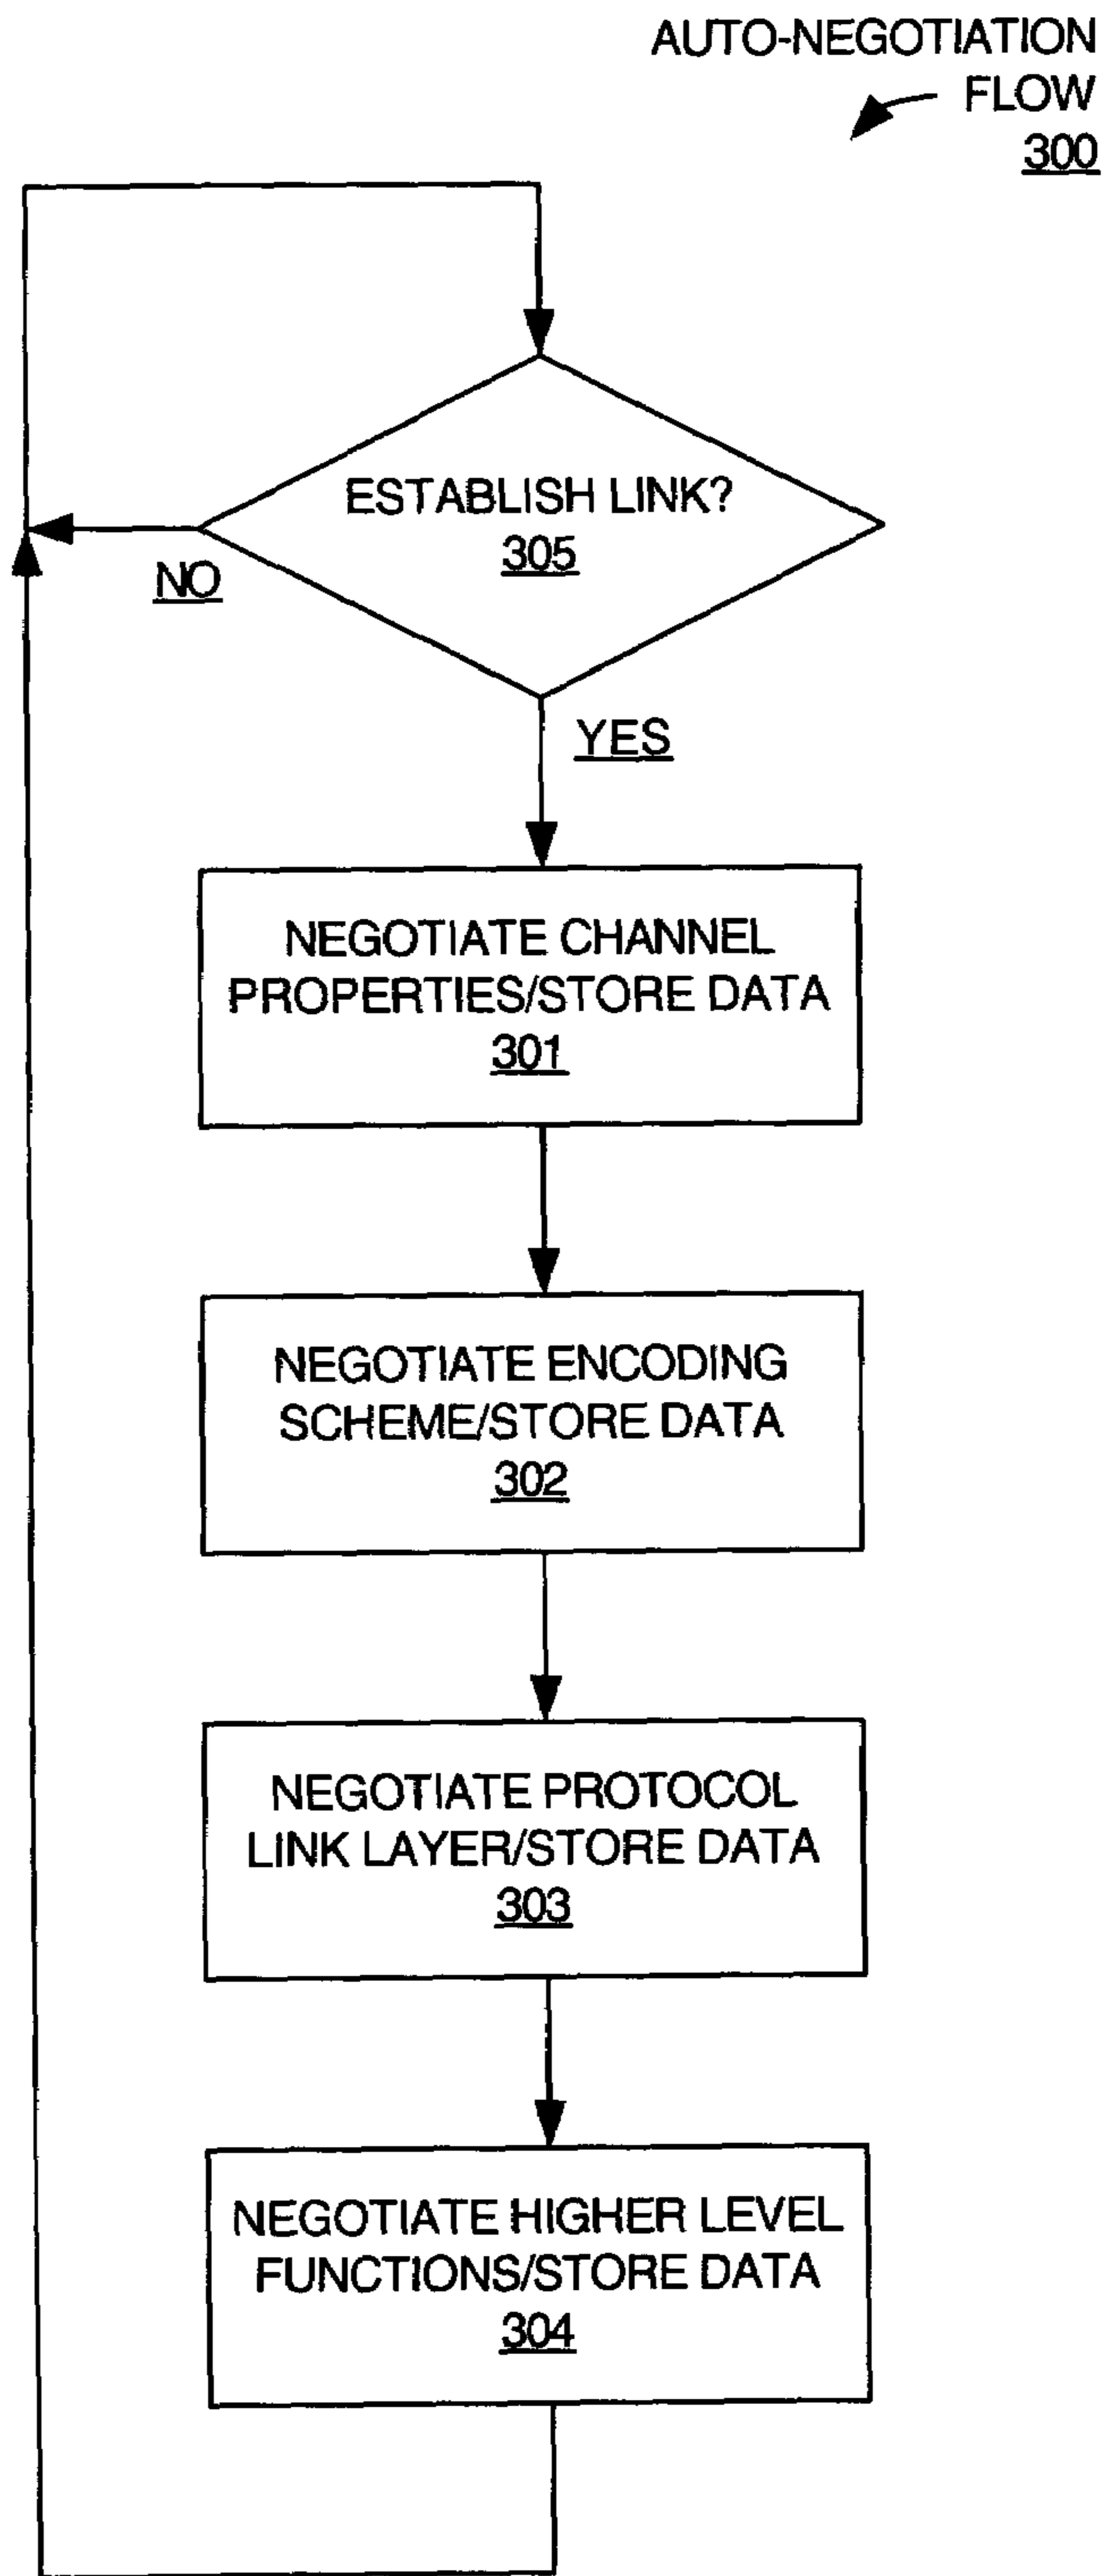 AUTO-NEGOTIATION
FLOW
300
ESTABLISH LINK?
305
NO
YES
NEGOTIATE CHANNEL
PROPERTIES/STORE DATA
301
NEGOTIATE ENCODING
SCHEME/STORE DATA
302
NEGOTIATE PROTOCOL
LINK LAYER/STORE DATA
303
NEGOTIATE HIGHER LEVEL
FUNCTIONS/STORE DATA
304